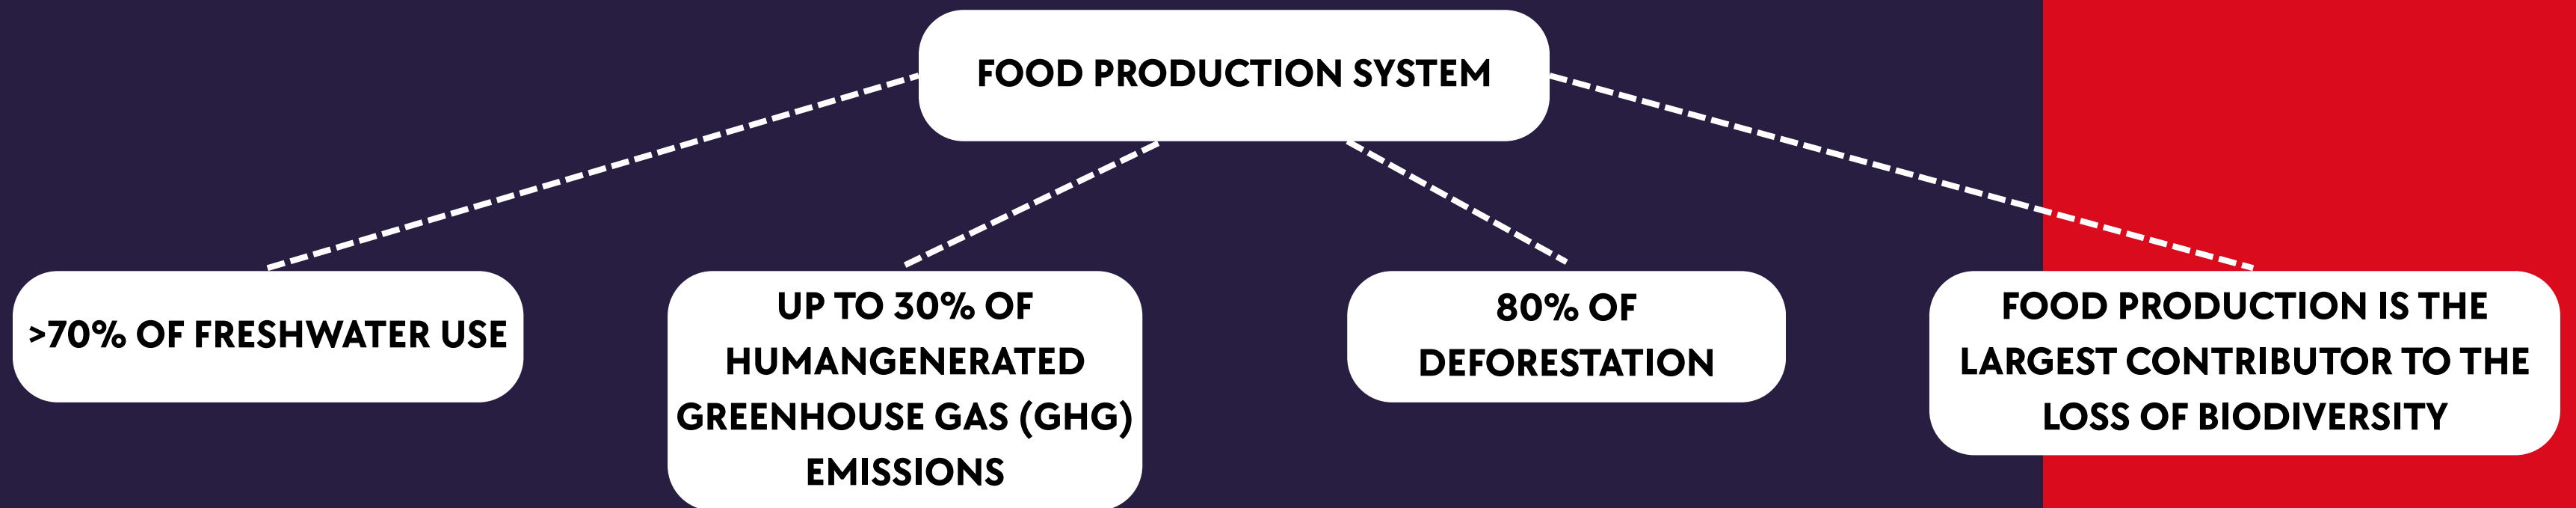 FOOD PRODUCTION SYSTEM
>70% OF FRESHWATER USE
UP TO 30% OF
HUMANGENERATED
GREENHOUSE GAS (GHG)
EMISSIONS
80% OF
DEFORESTATION
FOOD PRODUCTION IS THE
LARGEST CONTRIBUTOR TO THE
LOSS OF BIODIVERSITY